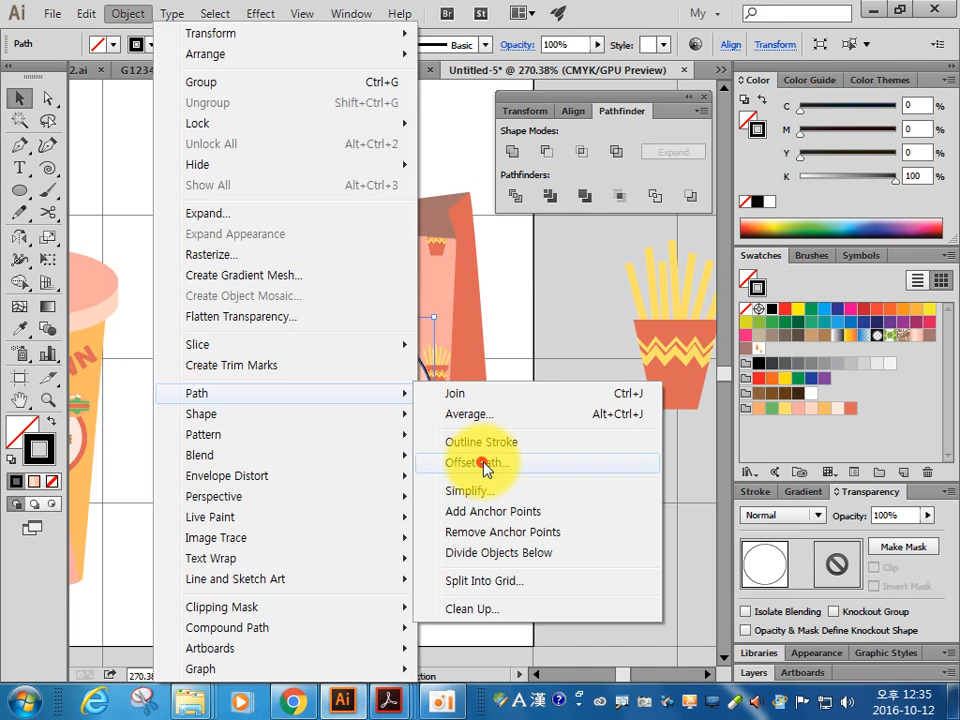 Ai File Edit Object Type Select Effect View Window Help Br St My
Path Basic Opacity: 100% Style: Align Transform
2.ai G1234 Untitled-5* @ 270.38% (CMYK/GPU Preview)
Transform
Arrange
Group Ctrl+G
Ungroup Shift+Ctrl+G
Lock
Unlock All Alt+Ctrl+2
Hide
Show All Alt+Ctrl+3
Expand...
Expand Appearance
Rasterize...
Create Gradient Mesh...
Create Object Mosaic...
Flatten Transparency...
Slice
Create Trim Marks
Path
Shape
Pattern
Blend
Envelope Distort
Perspective
Live Paint
Image Trace
Text Wrap
Line and Sketch Art
Clipping Mask
Compound Path
Artboards
Graph
Join Ctrl+J
Average... Alt+Ctrl+J
Outline Stroke
Offset Path...
Simplify...
Add Anchor Points
Remove Anchor Points
Divide Objects Below
Split Into Grid...
Clean Up...
Transform Align Pathfinder
Shape Modes:
Expand
Pathfinders:
Color Color Guide Color Themes
C 0 %
M 0 %
Y 0 %
K 100 %
Swatches Brushes Symbols
Stroke Gradient Transparency
Normal Opacity: 100%
Make Mask
Clip
Invert Mask
Isolate Blending Knockout Group
Opacity & Mask Define Knockout Shape
Libraries Appearance Graphic Styles
Layers Artboards
270.38
A 漢
오후 12:35
2016-10-12